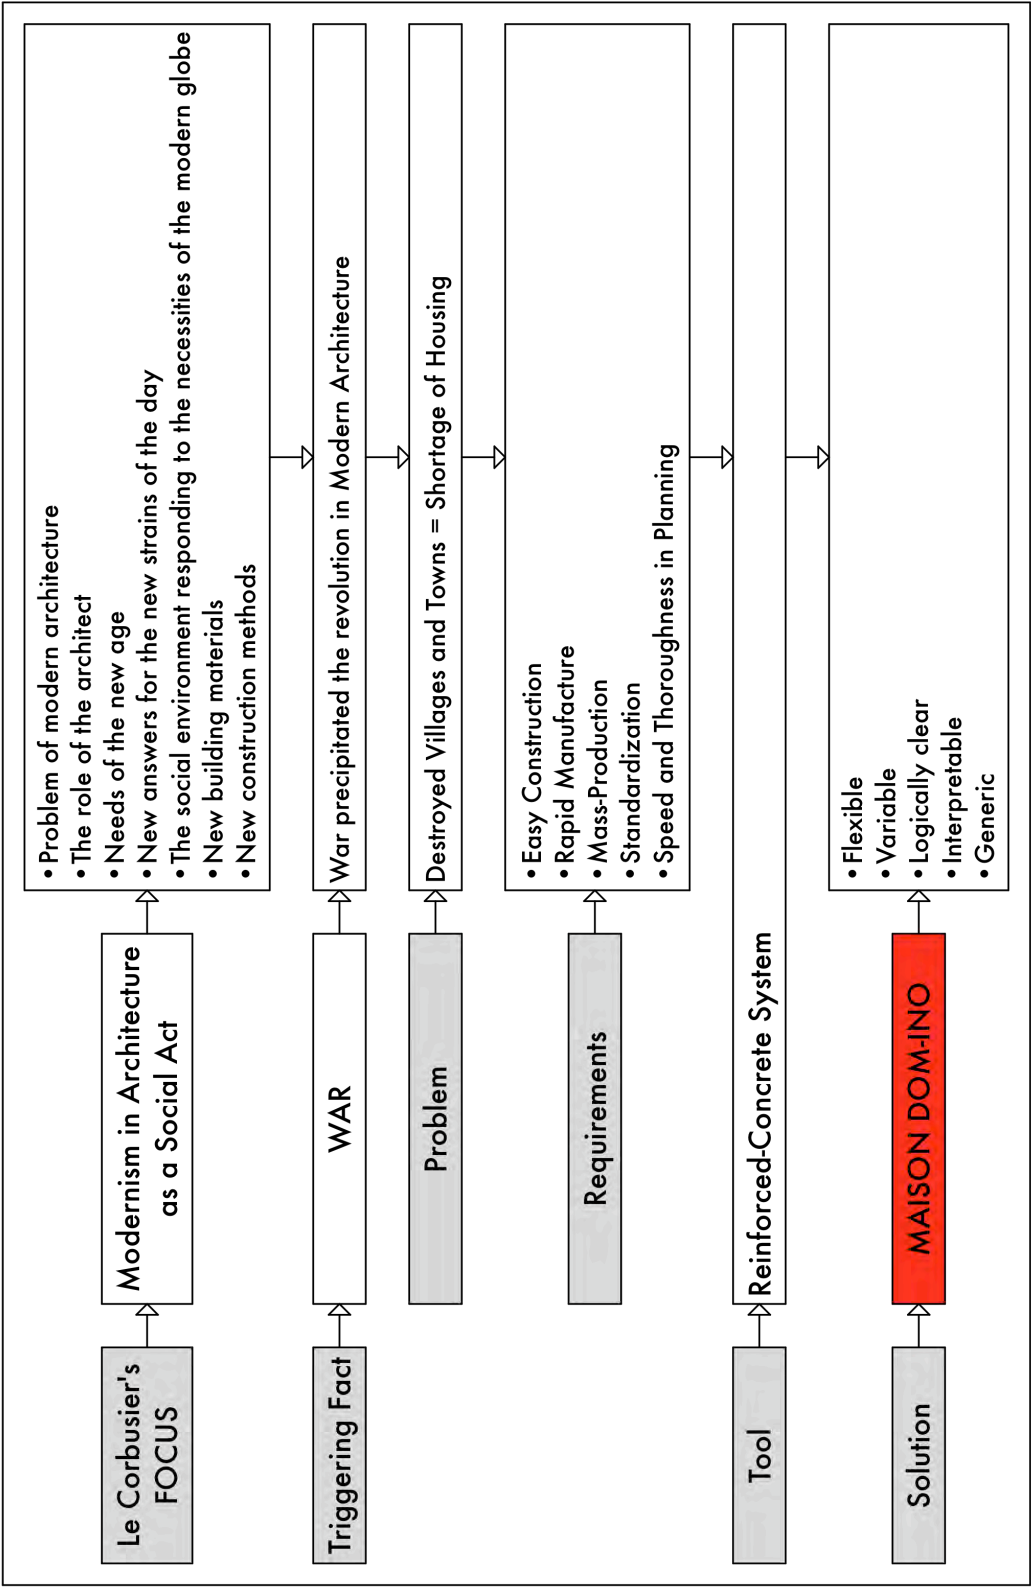 Le Corbusier's
FOCUS
Modernism in Architecture
as a Social Act
• Problem of modern architecture
• The role of the architect
• Needs of the new age
• New answers for the new strains of the day
• The social environment responding to the necessities of the modern globe
• New building materials
• New construction methods
Triggering Fact
WAR
War precipitated the revolution in Modern Architecture
Problem
Destroyed Villages and Towns = Shortage of Housing
Requirements
• Easy Construction
• Rapid Manufacture
• Mass-Production
• Standardization
• Speed and Thoroughness in Planning
Tool
Reinforced-Concrete System
Solution
MAISON DOM-INO
• Flexible
• Variable
• Logically clear
• Interpretable
• Generic